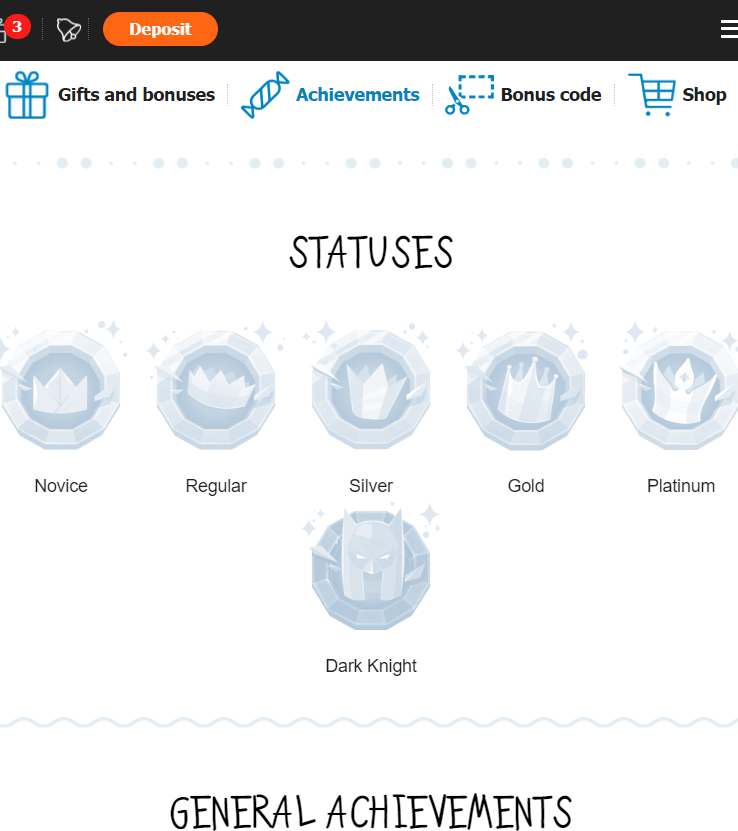 3 Deposit
Gifts and bonuses Achievements Bonus code Shop
STATUSES
Novice Regular Silver Gold Platinum
Dark Knight
GENERAL ACHIEVEMENTS